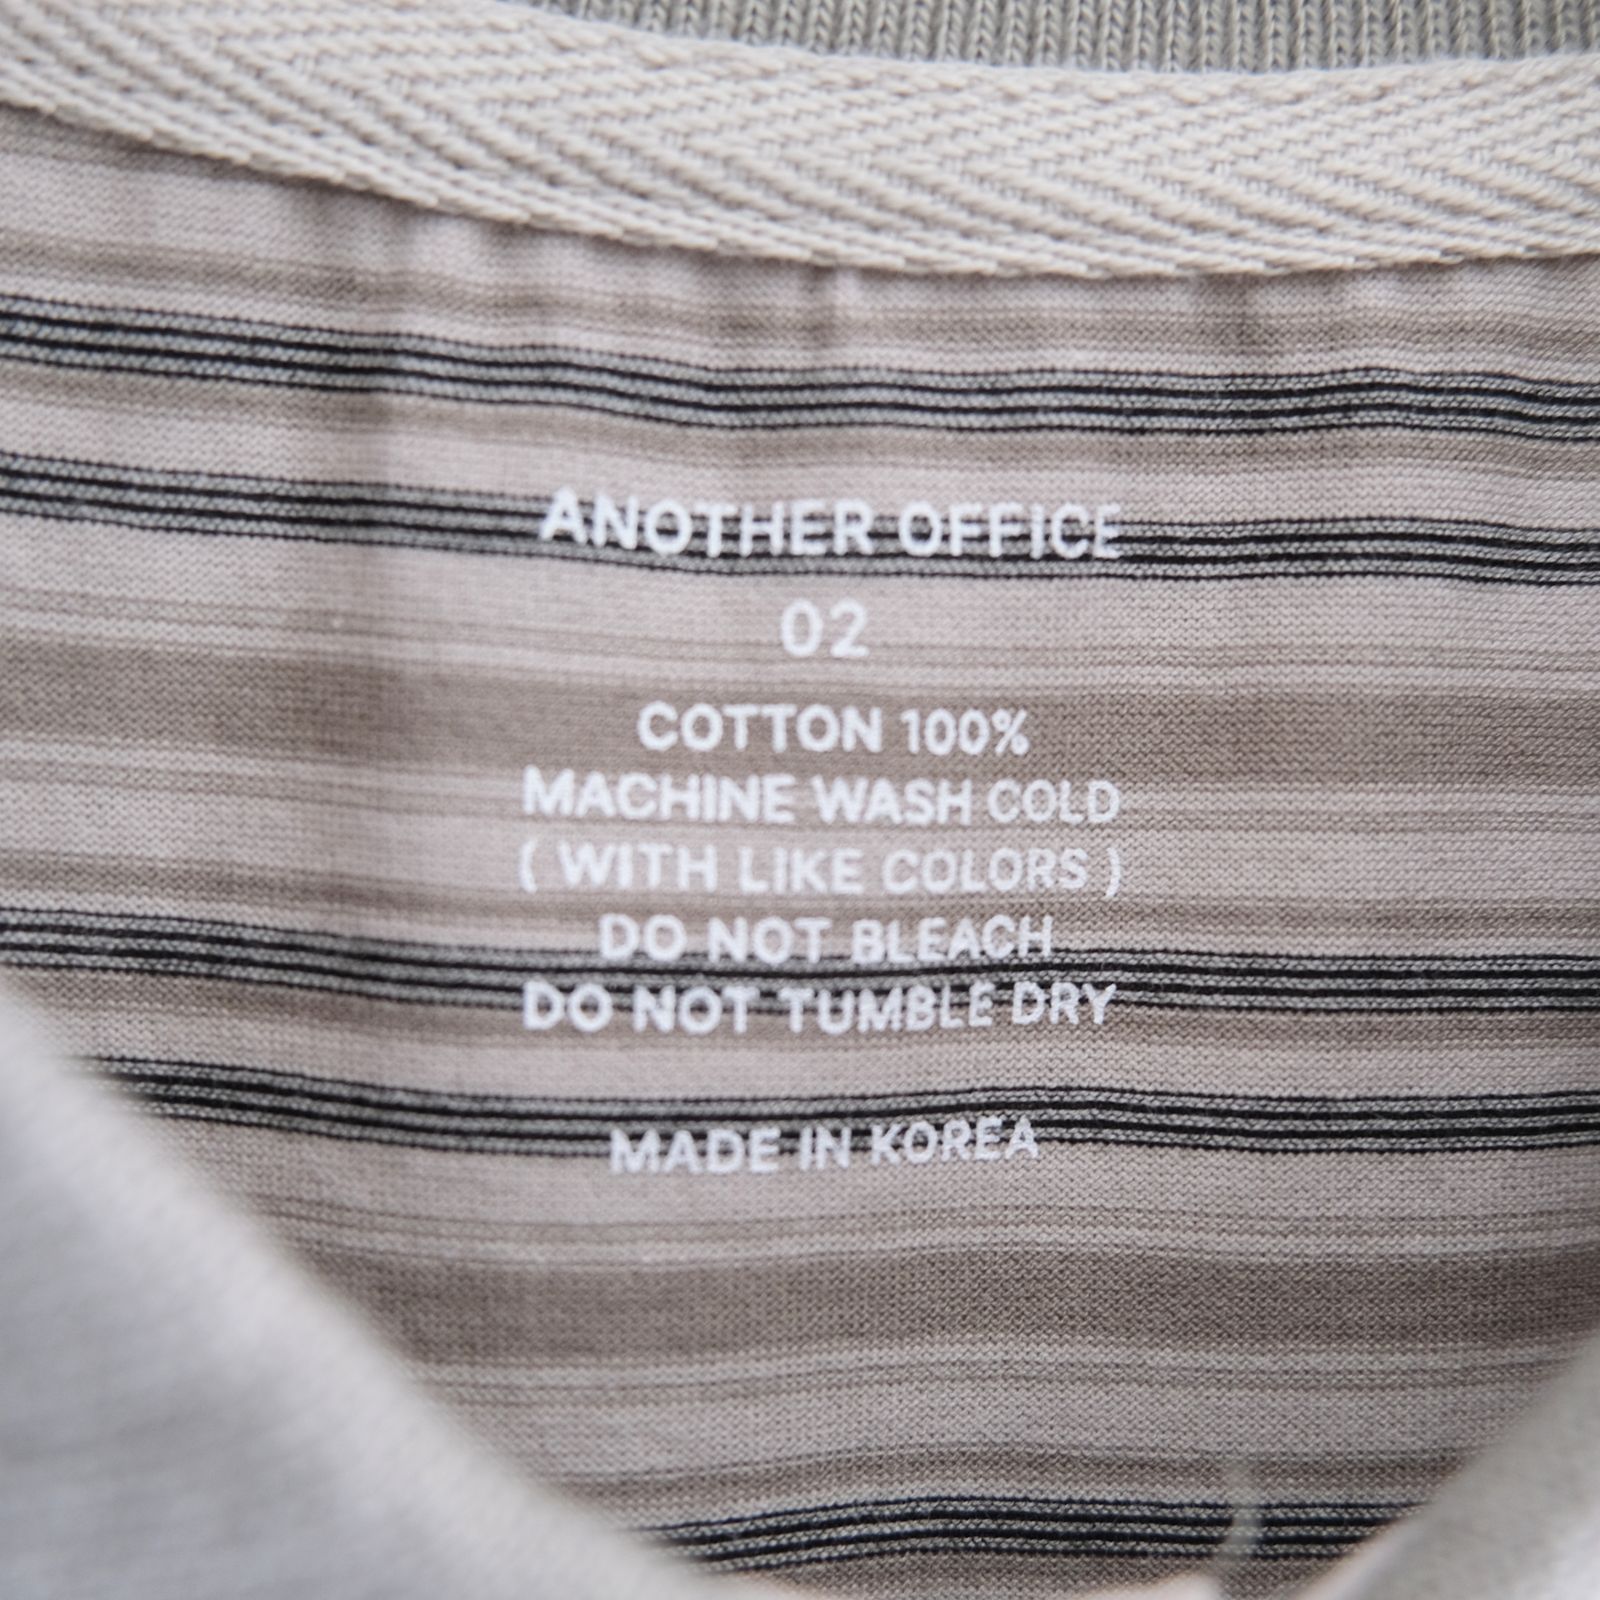 ANOTHER OFFICE
02
COTTON 100%
MACHINE WASH COLD
( WITH LIKE COLORS )
DO NOT BLEACH
DO NOT TUMBLE DRY
MADE IN KOREA